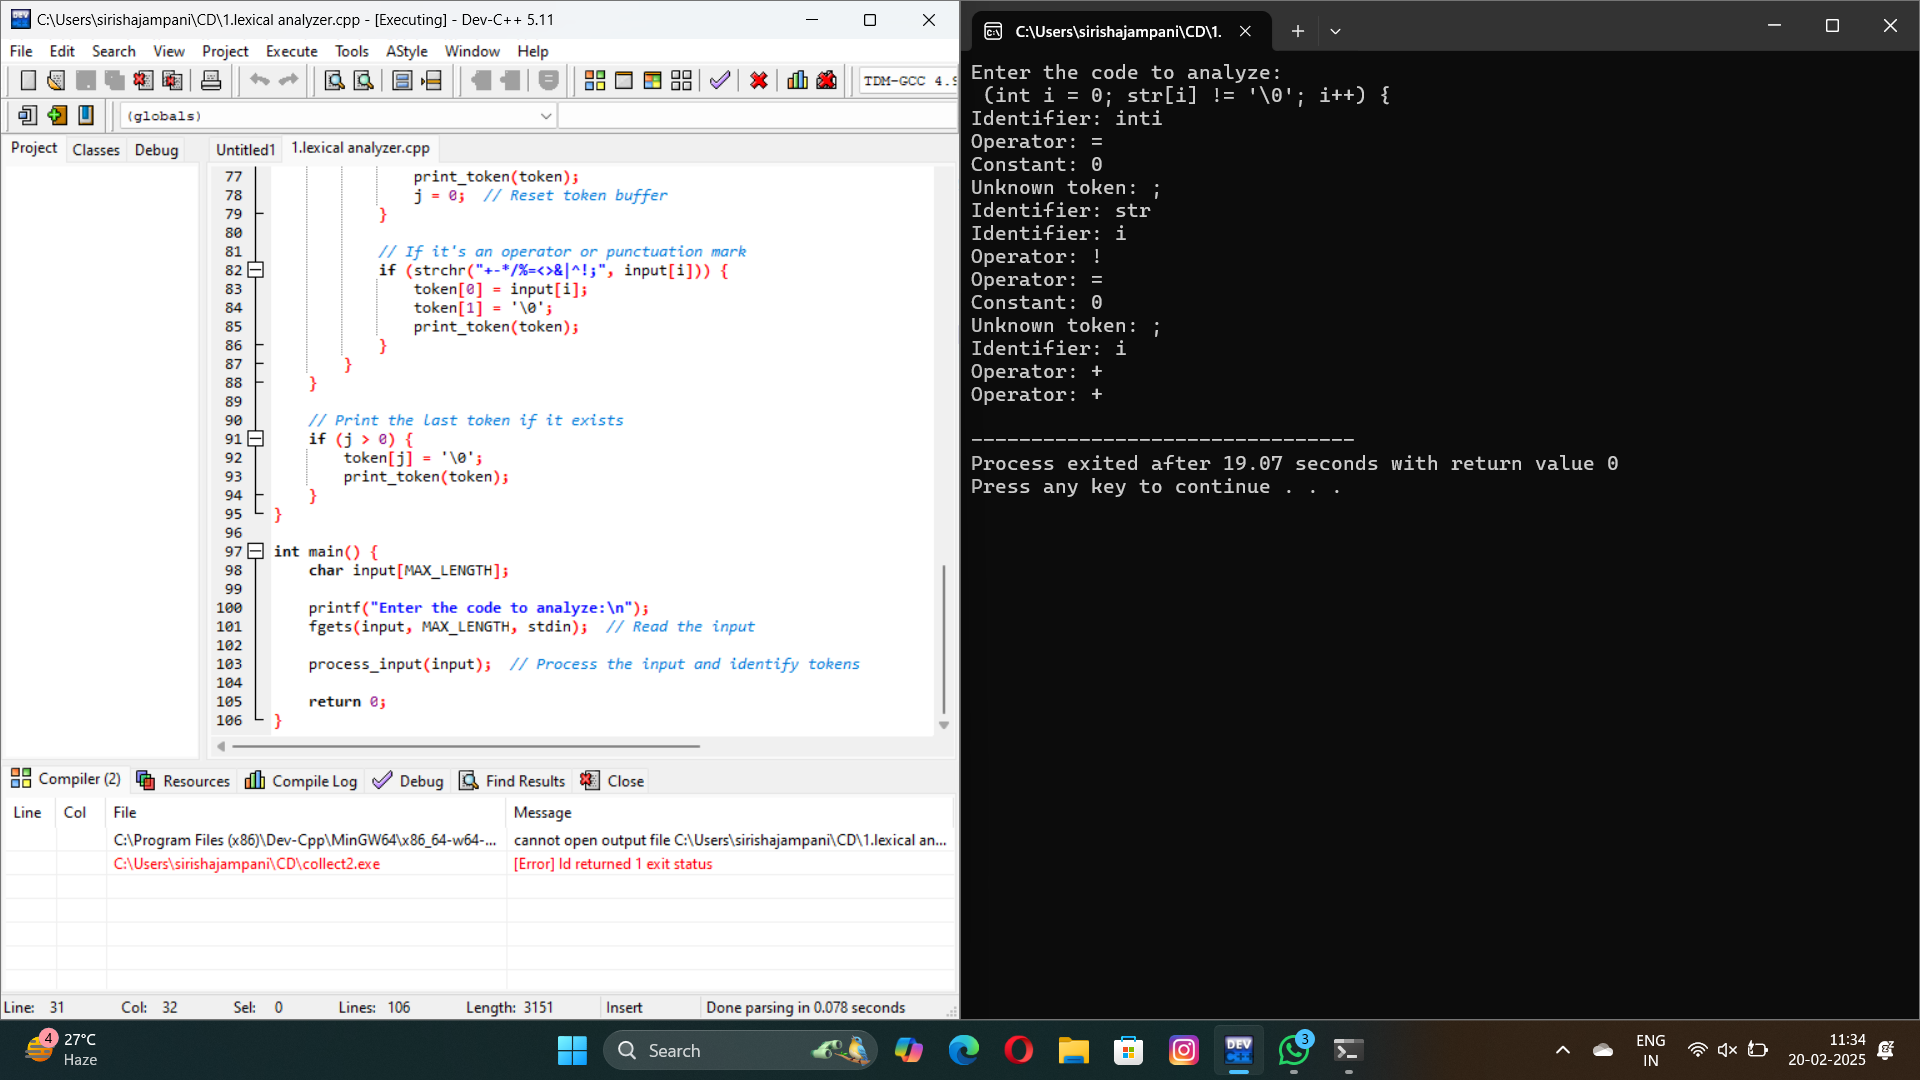 C:\Users\sirishajampani\CD\1.lexical analyzer.cpp - [Executing] - Dev-C++ 5.11
File Edit Search View Project Execute Tools AStyle Window Help
TDM-GCC 4.9
(globals)
Project Classes Debug
Untitled1 1.lexical analyzer.cpp
77 print_token(token);
78 j = 0; // Reset token buffer
79 }
80
81 // If it's an operator or punctuation mark
82 if (strchr("+-*/%=<>&|^!;", input[i])) {
83 token[0] = input[i];
84 token[1] = '\0';
85 print_token(token);
86 }
87 }
88 }
89
90 // Print the last token if it exists
91 if (j > 0) {
92 token[j] = '\0';
93 print_token(token);
94 }
95 }
96
97 int main() {
98 char input[MAX_LENGTH];
99
100 printf("Enter the code to analyze:\n");
101 fgets(input, MAX_LENGTH, stdin); // Read the input
102
103 process_input(input); // Process the input and identify tokens
104
105 return 0;
106 }
Compiler (2) Resources Compile Log Debug Find Results Close
Line Col File Message
C:\Program Files (x86)\Dev-Cpp\MinGW64\x86_64-w64-... cannot open output file C:\Users\sirishajampani\CD\1.lexical an...
C:\Users\sirishajampani\CD\collect2.exe [Error] ld returned 1 exit status
Line: 31 Col: 32 Sel: 0 Lines: 106 Length: 3151 Insert Done parsing in 0.078 seconds
C:\Users\sirishajampani\CD\1.
Enter the code to analyze:
(int i = 0; str[i] != '\0'; i++) {
Identifier: inti
Operator: =
Constant: 0
Unknown token: ;
Identifier: str
Identifier: i
Operator: !
Operator: =
Constant: 0
Unknown token: ;
Identifier: i
Operator: +
Operator: +
--------------------------------
Process exited after 19.07 seconds with return value 0
Press any key to continue . . .
4
27°C
Haze
Search
DEV
C++
3
ENG
IN
11:34
20-02-2025